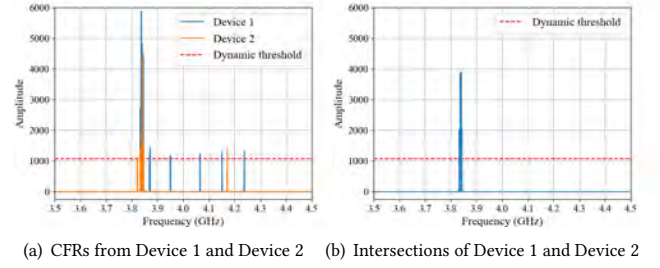 6000
5000
4000
3000
2000
1000
0
Amplitude
Device 1
Device 2
Dynamic threshold
3.5 3.6 3.7 3.8 3.9 4.0 4.1 4.2 4.3 4.4 4.5
Frequency (GHz)
(a) CFRs from Device 1 and Device 2
6000
5000
4000
3000
2000
1000
0
Amplitude
Dynamic threshold
3.5 3.6 3.7 3.8 3.9 4.0 4.1 4.2 4.3 4.4 4.5
Frequency (GHz)
(b) Intersections of Device 1 and Device 2